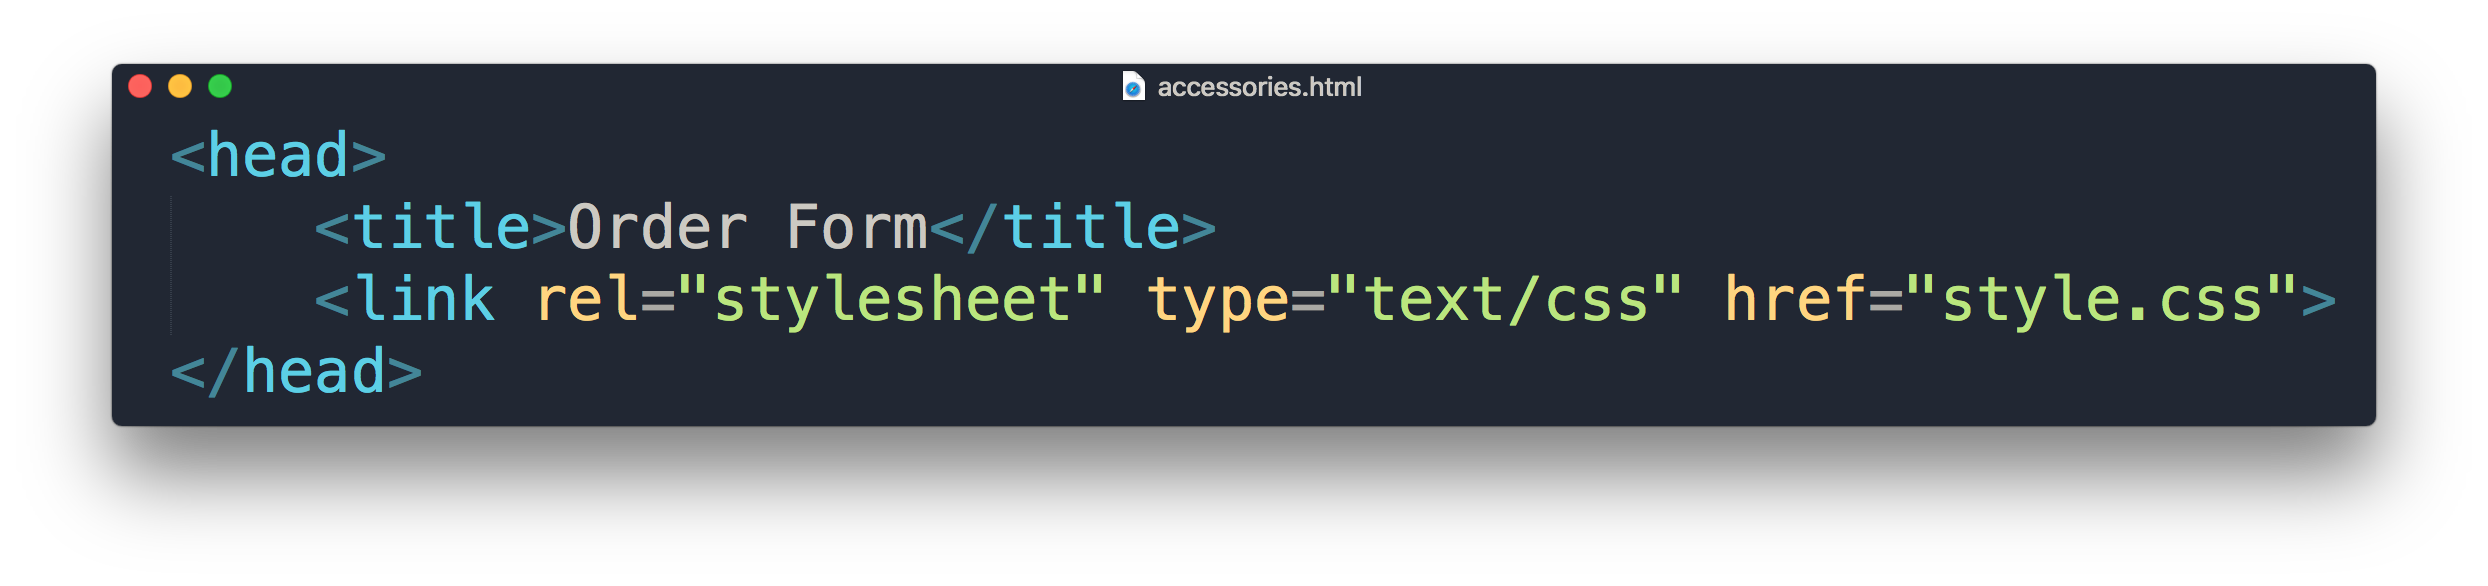 accessories.html
<head>
    <title>Order Form</title>
    <link rel="stylesheet" type="text/css" href="style.css">
</head>